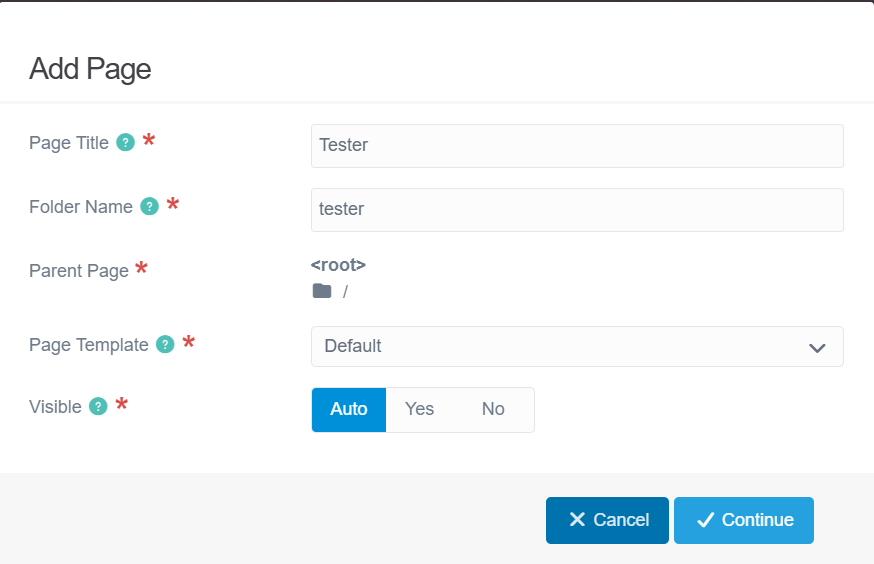 Add Page
Page Title ? *
Tester
Folder Name ? *
tester
Parent Page *
<root>
/
Page Template ? *
Default
Visible ? *
Auto Yes No
Cancel Continue